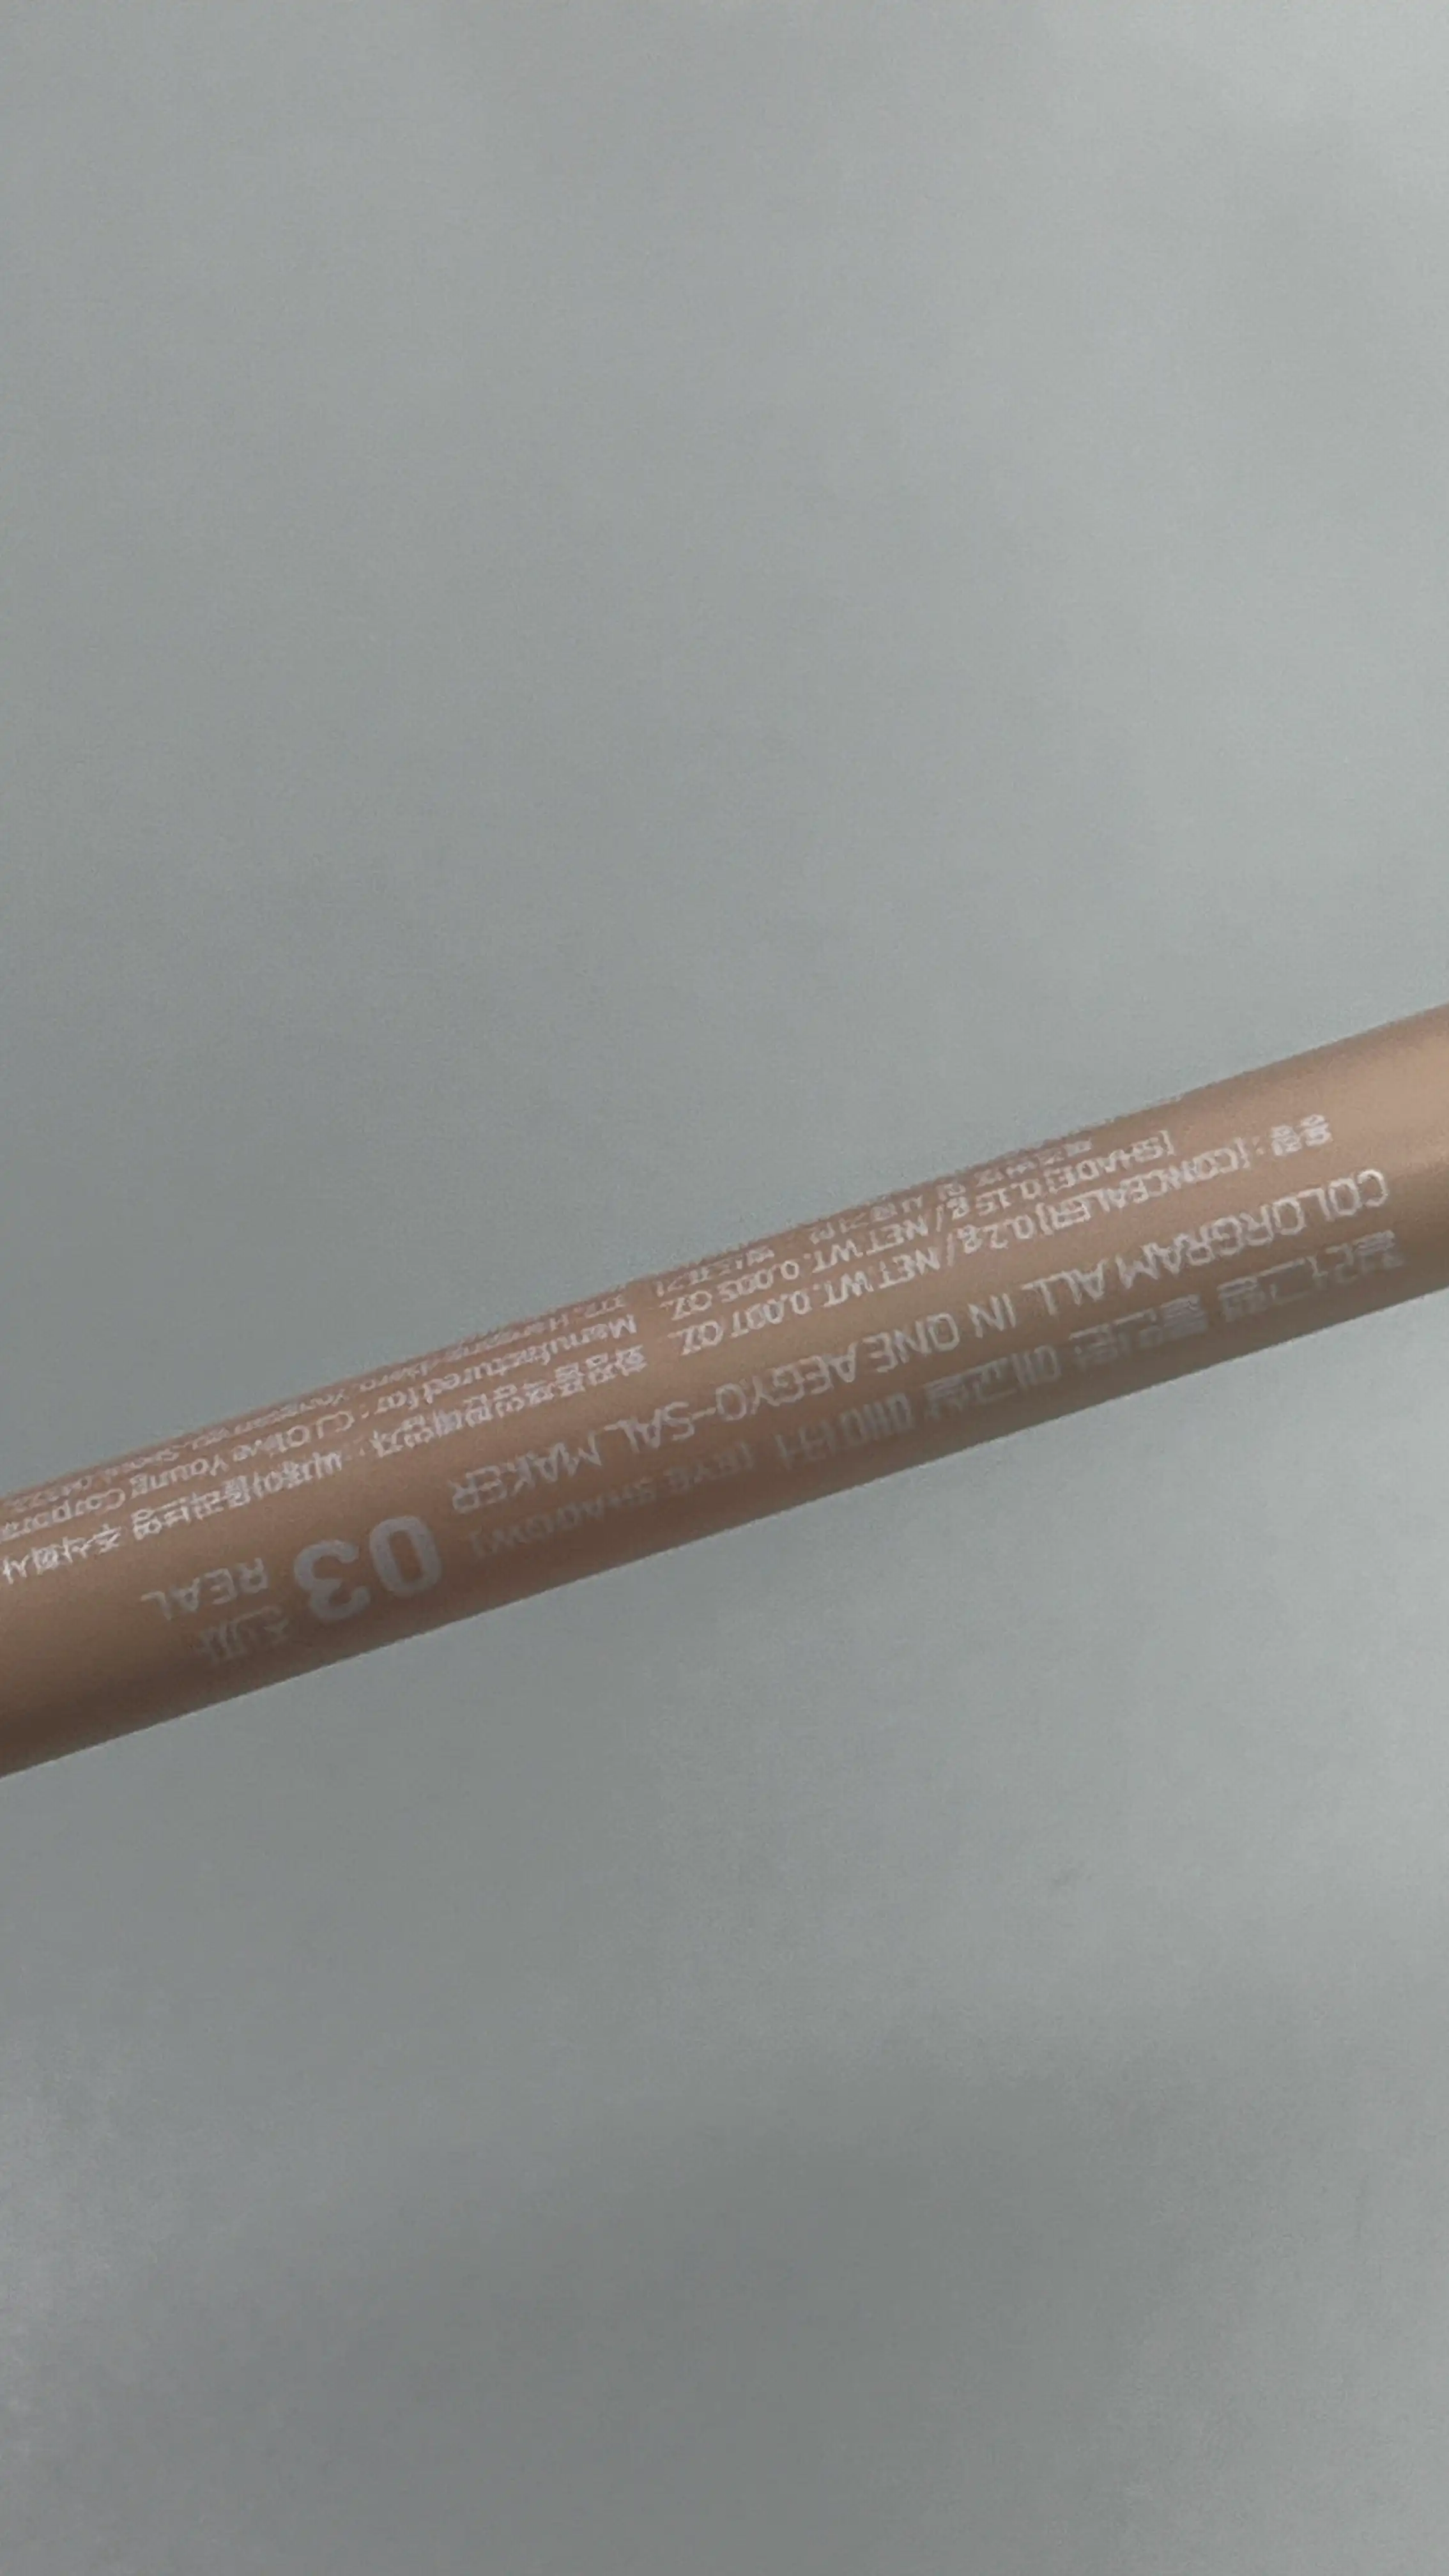 컬러그램 올인원 애교살 메이커 [EYE SHADOW]
COLORGRAM ALL IN ONE AEGYO-SAL MAKER
03
REAL
용량 : [CONCEALER] 0.2g / NET WT. 0.007 OZ.
[SHADE] 0.15g / NET WT. 0.005 OZ.
화장품책임판매업자 : 씨제이올리브영 주식회사
Manufactured for : CJ Olive Young